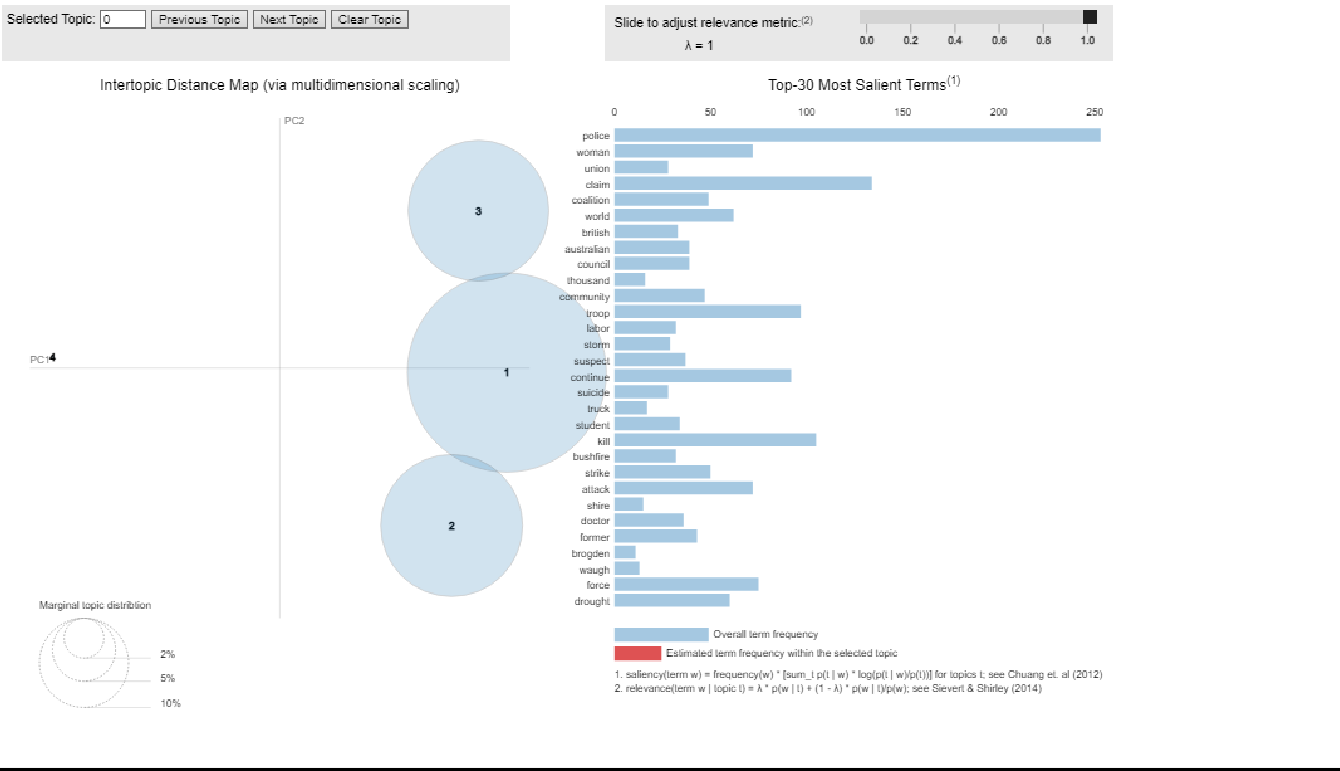 Selected Topic: 0 Previous Topic Next Topic Clear Topic
Slide to adjust relevance metric:(2)
λ = 1
0.0 0.2 0.4 0.6 0.8 1.0
Intertopic Distance Map (via multidimensional scaling)
PC2
3
1
PC1
4
2
Marginal topic distribtion
2%
5%
10%
Top-30 Most Salient Terms(1)
0 50 100 150 200 250
police
woman
union
claim
coalition
world
british
australian
council
thousand
community
troop
labor
storm
suspect
continue
suicide
truck
student
kill
bushfire
strike
attack
shire
doctor
former
brogden
waugh
force
drought
Overall term frequency
Estimated term frequency within the selected topic
1. saliency(term w) = frequency(w) * [sum_t p(t | w) * log(p(t | w)/p(t))] for topics t; see Chuang et. al (2012)
2. relevance(term w | topic t) = λ * p(w | t) + (1 - λ) * p(w | t)/p(w); see Sievert & Shirley (2014)